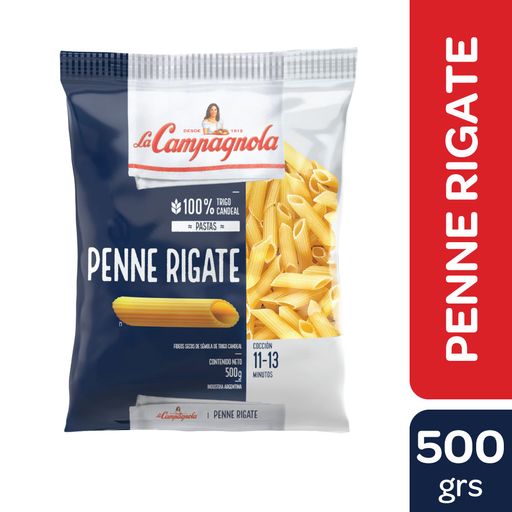 DESDE 1912
La Campagnola
100% TRIGO CANDEAL
≈ PASTAS ≈
PENNE RIGATE
FIDEOS SECOS DE SÉMOLA DE TRIGO CANDEAL
CONTENIDO NETO
500g
INDUSTRIA ARGENTINA
COCCIÓN
11-13
MINUTOS
La Campagnola | PENNE RIGATE
PENNE RIGATE
500
grs